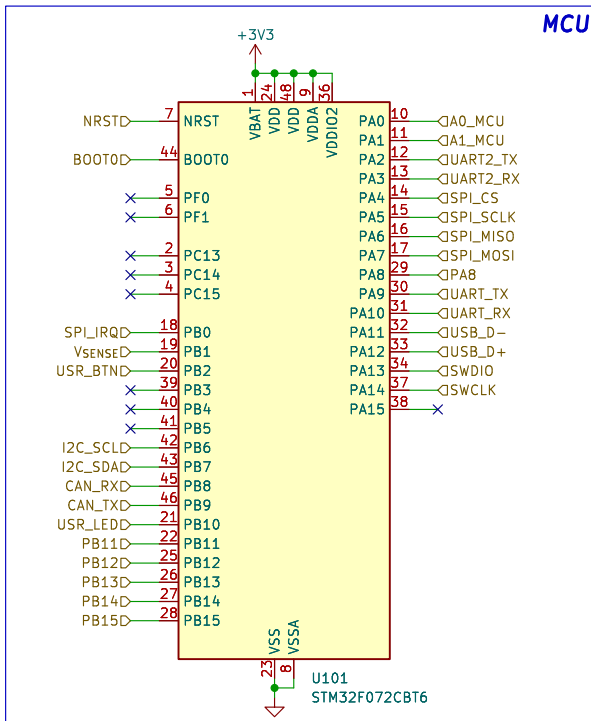 MCU
+3V3
1 24 48 9 36
VBAT VDD VDD VDDA VDDIO2
NRST 7 NRST PA0 10 A0_MCU
PA1 11 A1_MCU
BOOT0 44 BOOT0 PA2 12 UART2_TX
PA3 13 UART2_RX
5 PF0 PA4 14 SPI_CS
6 PF1 PA5 15 SPI_SCLK
PA6 16 SPI_MISO
2 PC13 PA7 17 SPI_MOSI
3 PC14 PA8 29 PA8
4 PC15 PA9 30 UART_TX
PA10 31 UART_RX
SPI_IRQ 18 PB0 PA11 32 USB_D-
VSENSE 19 PB1 PA12 33 USB_D+
USR_BTN 20 PB2 PA13 34 SWDIO
39 PB3 PA14 37 SWCLK
40 PB4 PA15 38
41 PB5
I2C_SCL 42 PB6
I2C_SDA 43 PB7
CAN_RX 45 PB8
CAN_TX 46 PB9
USR_LED 21 PB10
PB11 22 PB11
PB12 25 PB12
PB13 26 PB13
PB14 27 PB14
PB15 28 PB15
VSS VSSA
23 8
U101
STM32F072CBT6